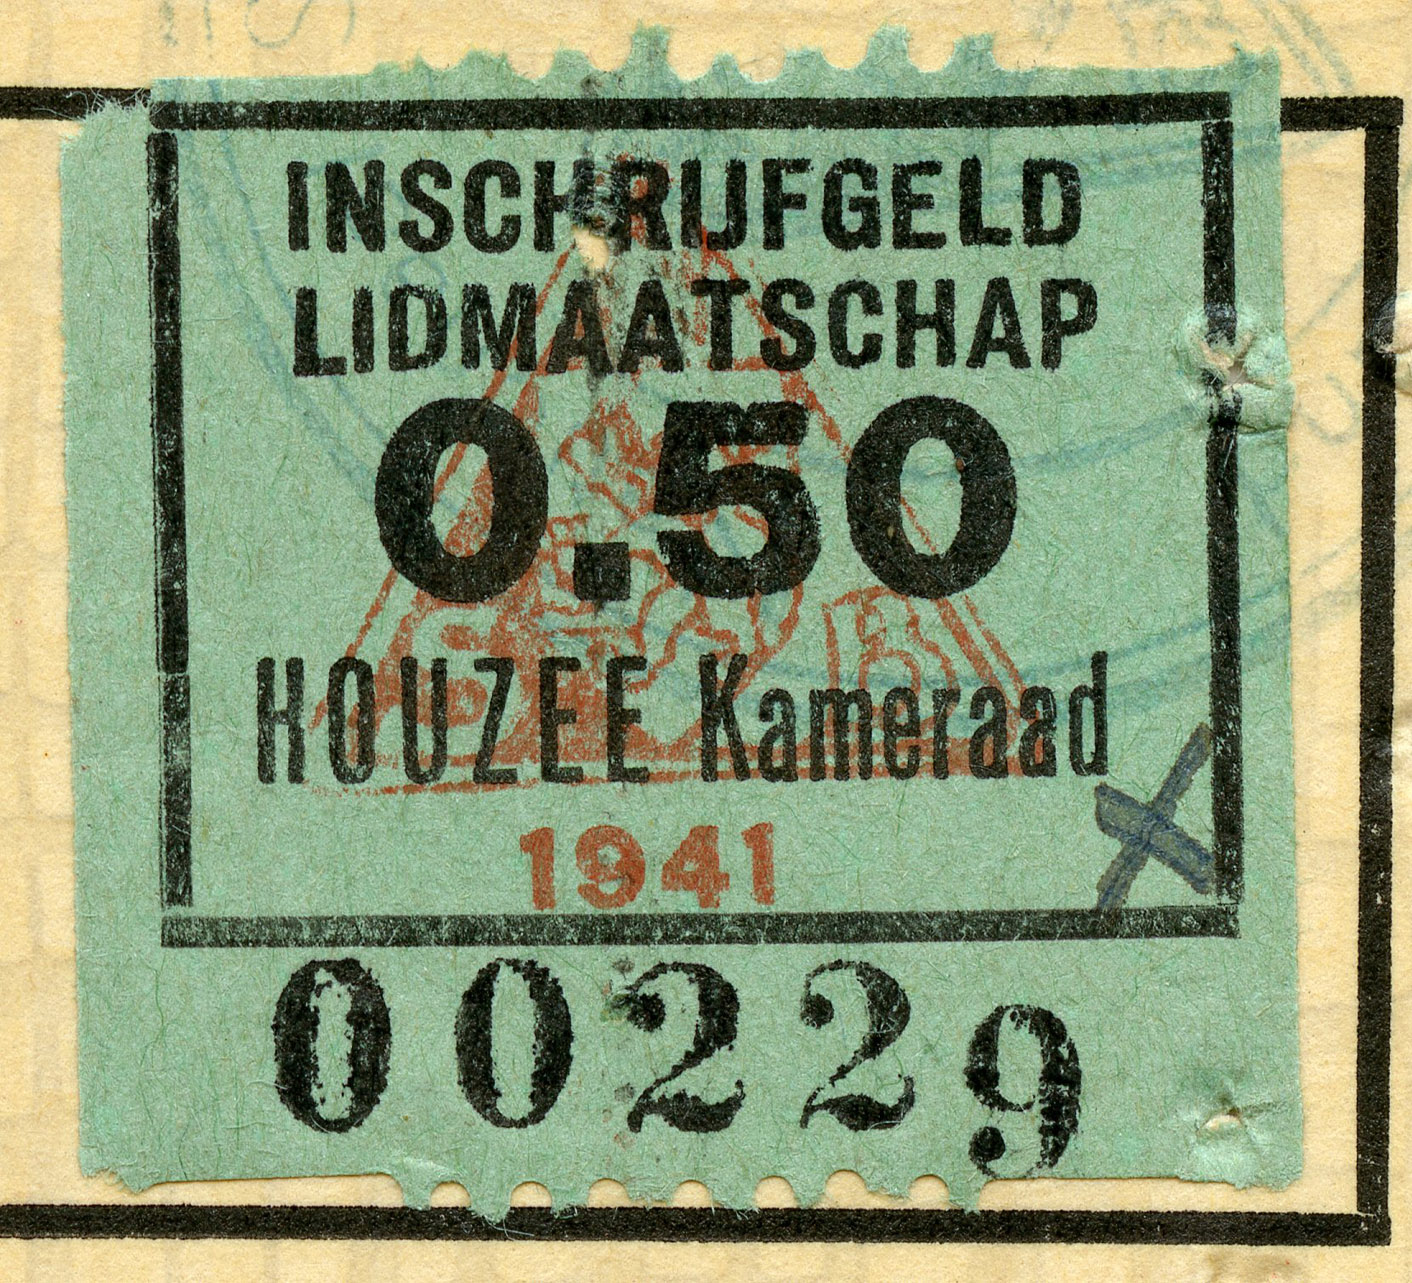 INSCHRIJFGELD
LIDMAATSCHAP
0.50
HOUZEE Kameraad
1941
00229